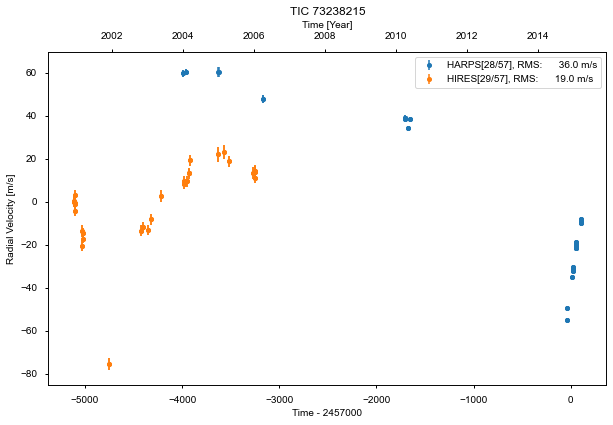 TIC 73238215
Time [Year]
2002 2004 2006 2008 2010 2012 2014
HARPS[28/57], RMS: 36.0 m/s
HIRES[29/57], RMS: 19.0 m/s
Radial Velocity [m/s]
60
40
20
0
−20
−40
−60
−80
−5000 −4000 −3000 −2000 −1000 0
Time - 2457000